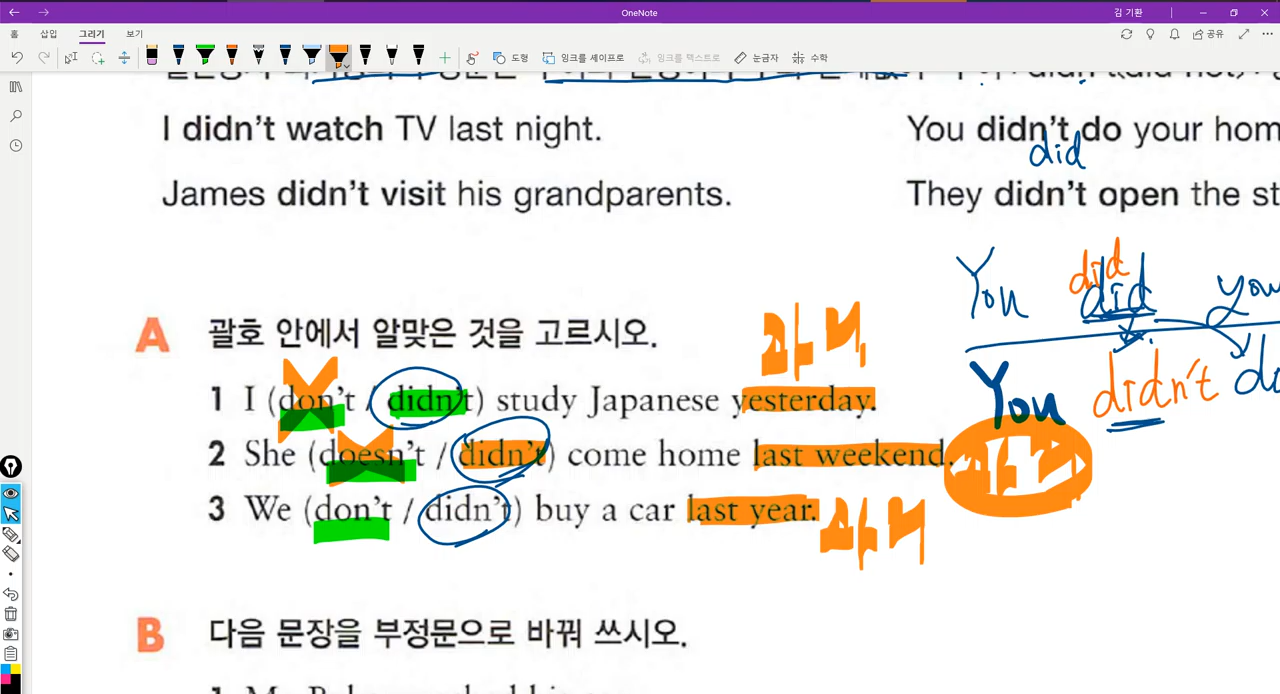 OneNote
김 기환
홈 삽입 그리기 보기
도형 잉크를 셰이프로 잉크를 텍스트로 눈금자 수학 공유
I didn't watch TV last night.
You didn't do your hom
did
James didn't visit his grandparents.
They didn't open the st
You did did you
A 괄호 안에서 알맞은 것을 고르시오.
과거
1 I (don't / didn't) study Japanese yesterday.
You didn't do
2 She (doesn't / didn't) come home last weekend.
3 We (don't / didn't) buy a car last year.
과거
B 다음 문장을 부정문으로 바꿔 쓰시오.